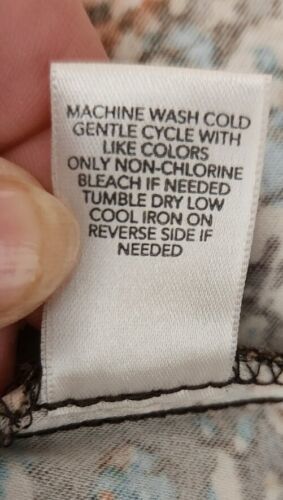 MACHINE WASH COLD
GENTLE CYCLE WITH
LIKE COLORS
ONLY NON-CHLORINE
BLEACH IF NEEDED
TUMBLE DRY LOW
COOL IRON ON
REVERSE SIDE IF
NEEDED